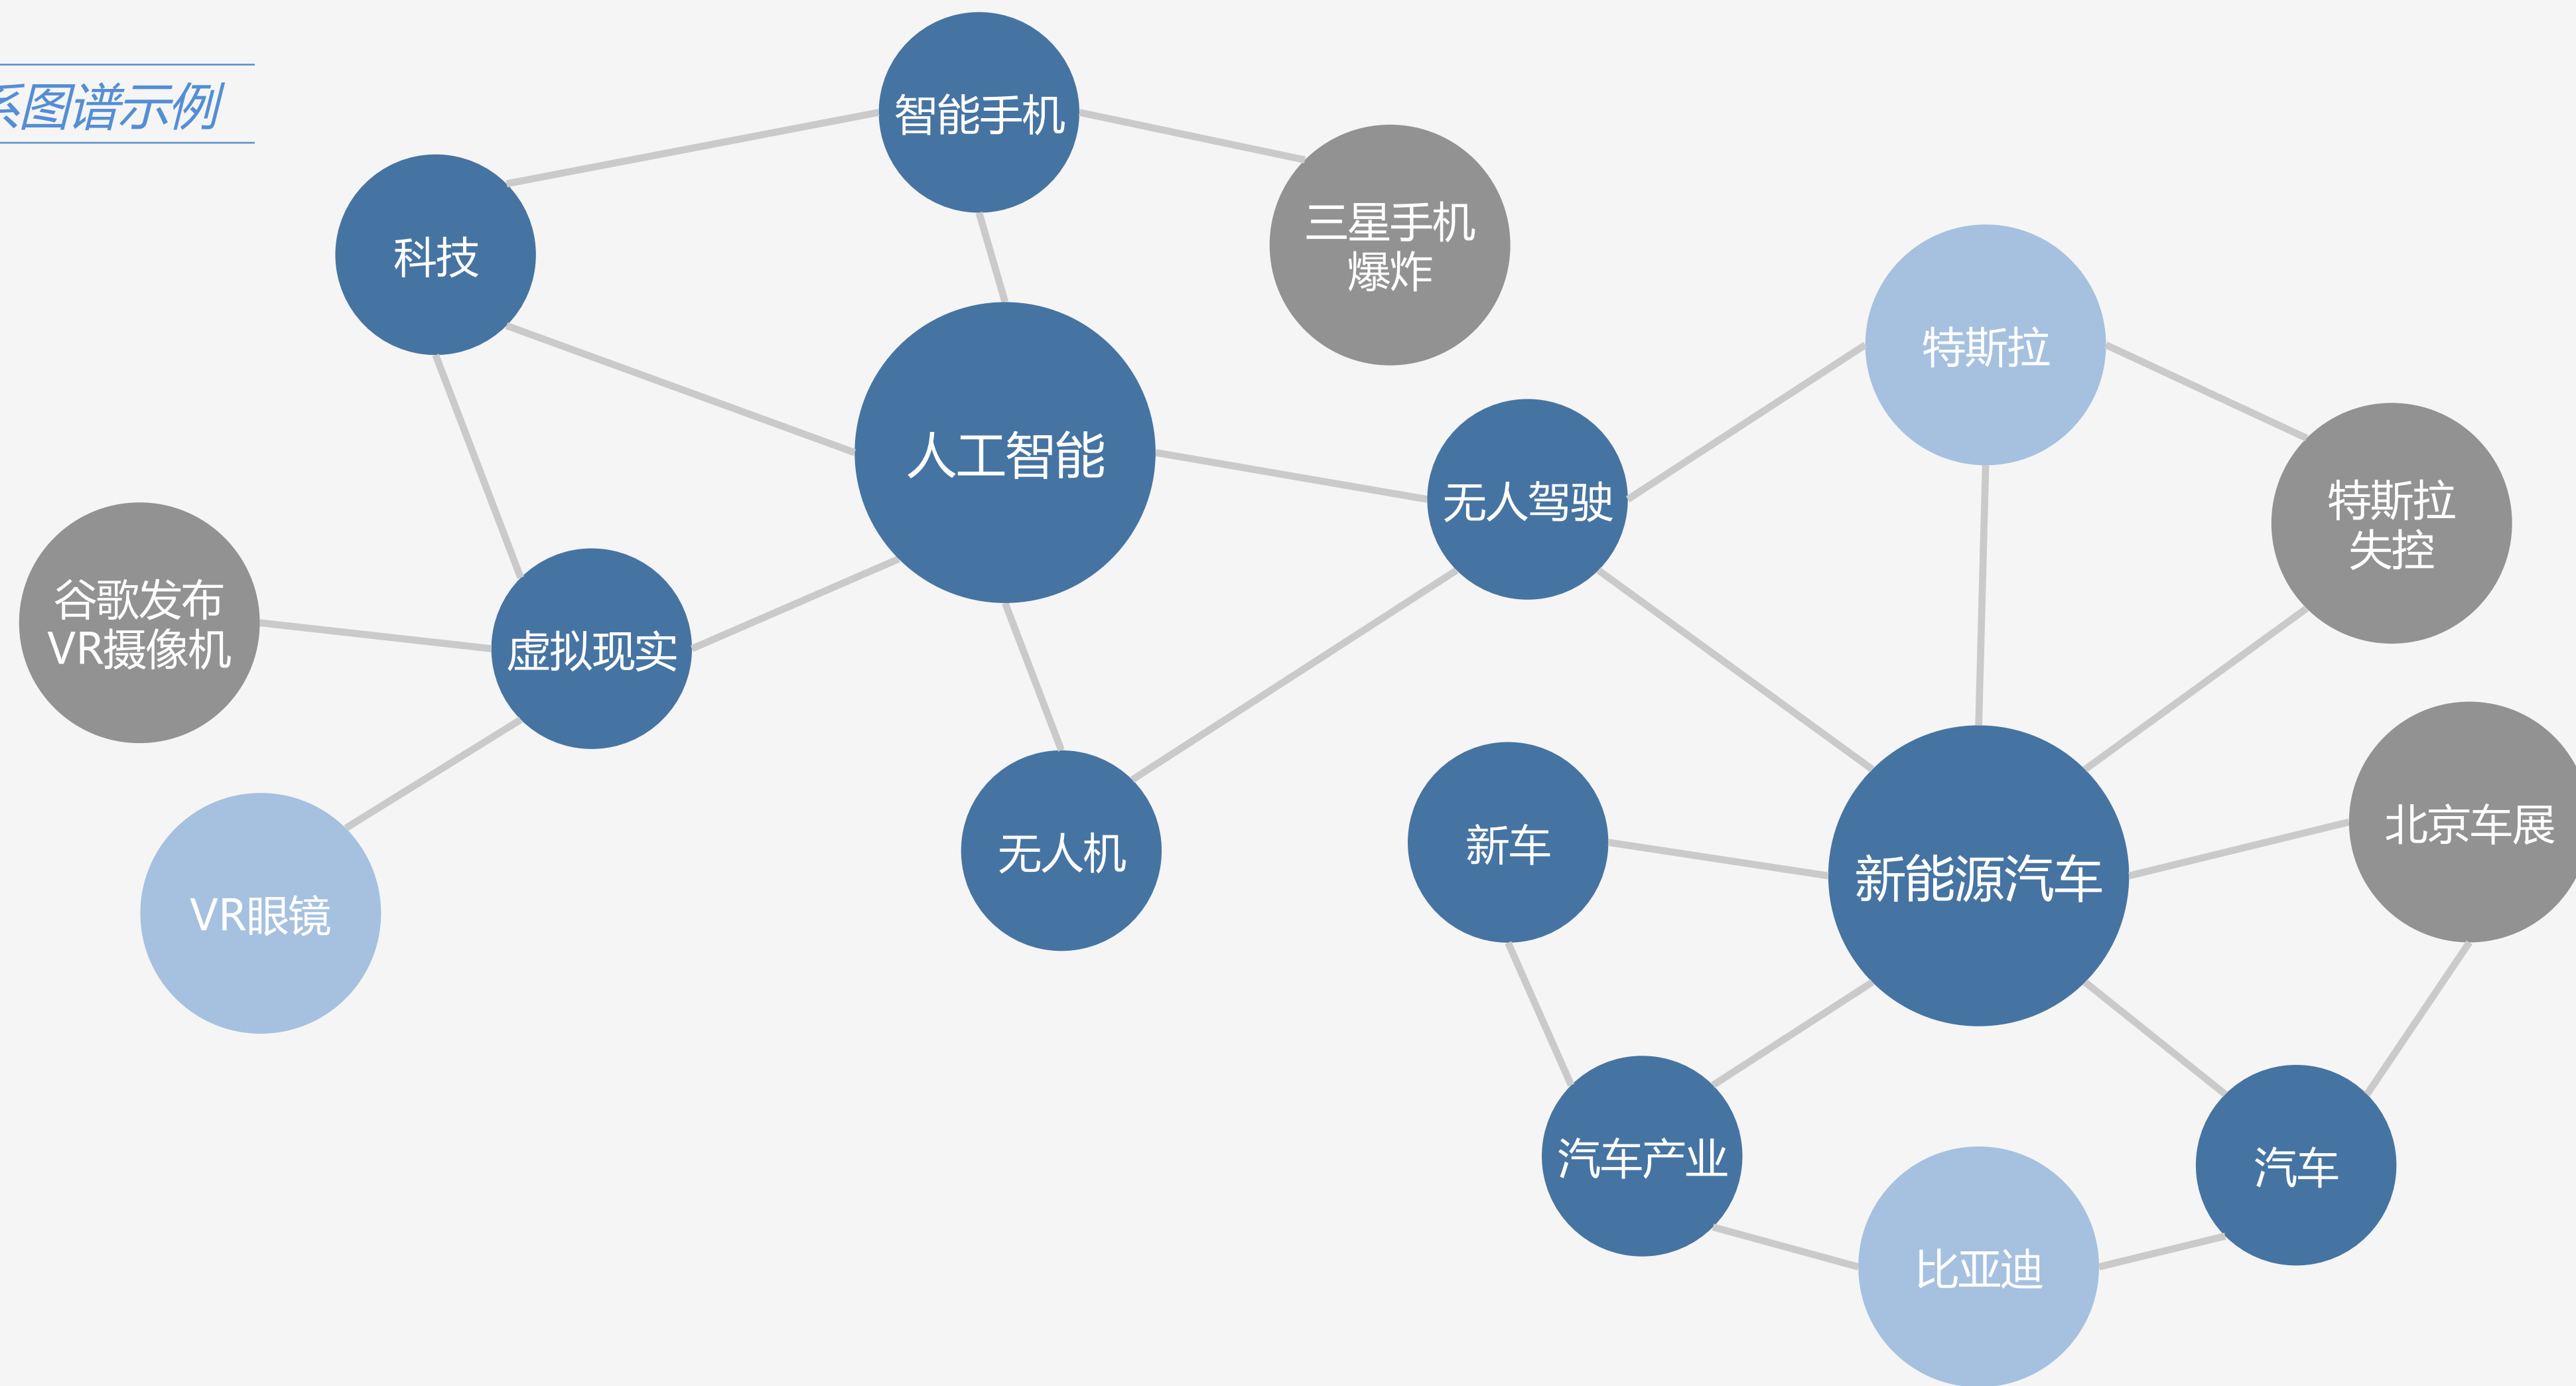 系图谱示例
智能手机
科技
三星手机
爆炸
特斯拉
人工智能
无人驾驶
特斯拉
失控
谷歌发布
VR摄像机
虚拟现实
无人机
新车
新能源汽车
北京车展
VR眼镜
汽车产业
汽车
比亚迪